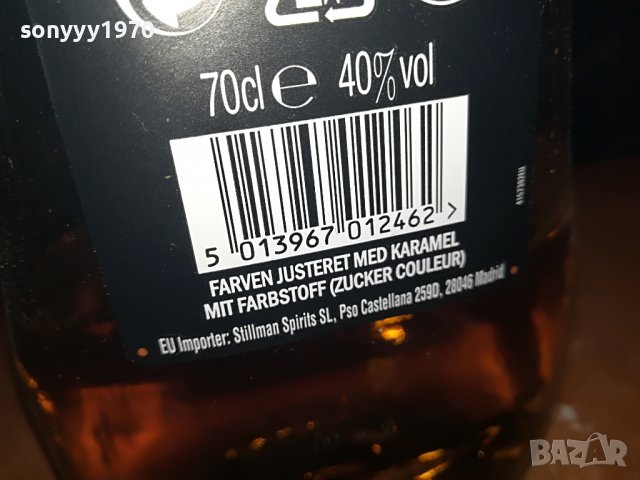 sonyyy1970
70cl e 40%vol
5 013967 012462 >
FARVEN JUSTERET MED KARAMEL
MIT FARBSTOFF (ZUCKER COULEUR)
EU Importer: Stillman Spirits SL, Pso Castellana 259D, 28046 Madrid
BAZAR